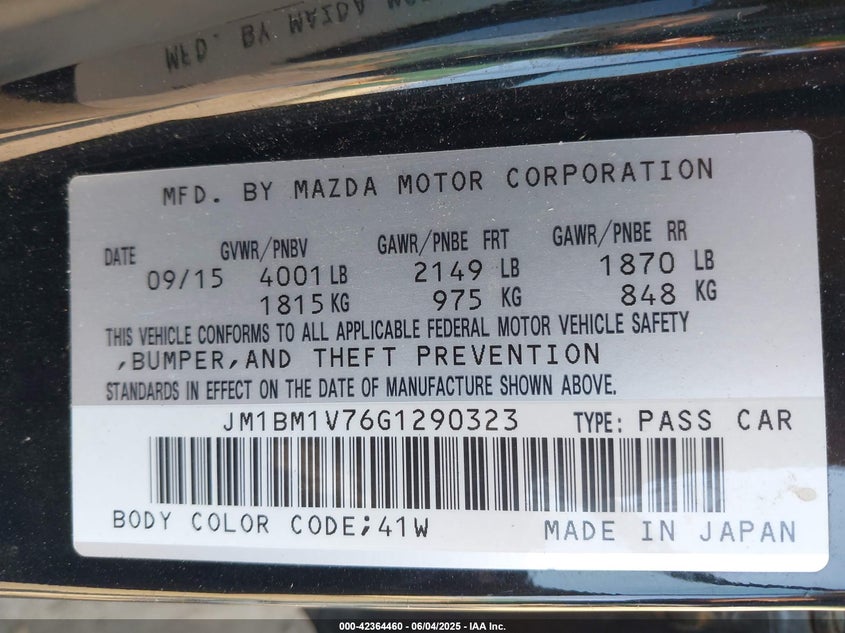 MFD. BY MAZDA MOTOR CORPORATION
DATE GVWR/PNBV GAWR/PNBE FRT GAWR/PNBE RR
09/15 4001 LB 2149 LB 1870 LB
1815 KG 975 KG 848 KG
THIS VEHICLE CONFORMS TO ALL APPLICABLE FEDERAL MOTOR VEHICLE SAFETY
,BUMPER,AND THEFT PREVENTION
STANDARDS IN EFFECT ON THE DATE OF MANUFACTURE SHOWN ABOVE.
JM1BM1V76G1290323 TYPE: PASS CAR
BODY COLOR CODE;41W MADE IN JAPAN
000-42364460 - 06/04/2025 - IAA Inc.